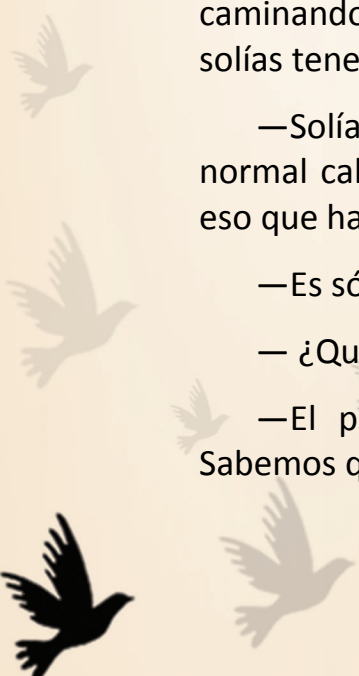 caminando
solías tene
—Solía
normal cal
eso que ha
—Es só
— ¿Qu
—El p
Sabemos q